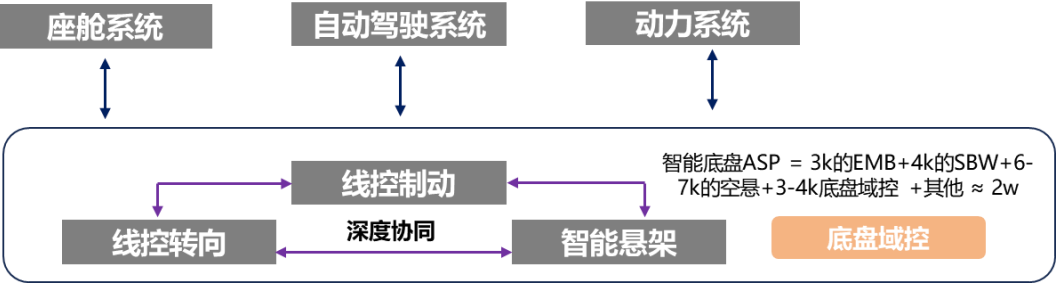 座舱系统
自动驾驶系统
动力系统
智能底盘ASP = 3k的EMB+4k的SBW+6-
7k的空悬+3-4k底盘域控 +其他 ≈ 2w
线控制动
线控转向
深度协同
智能悬架
底盘域控